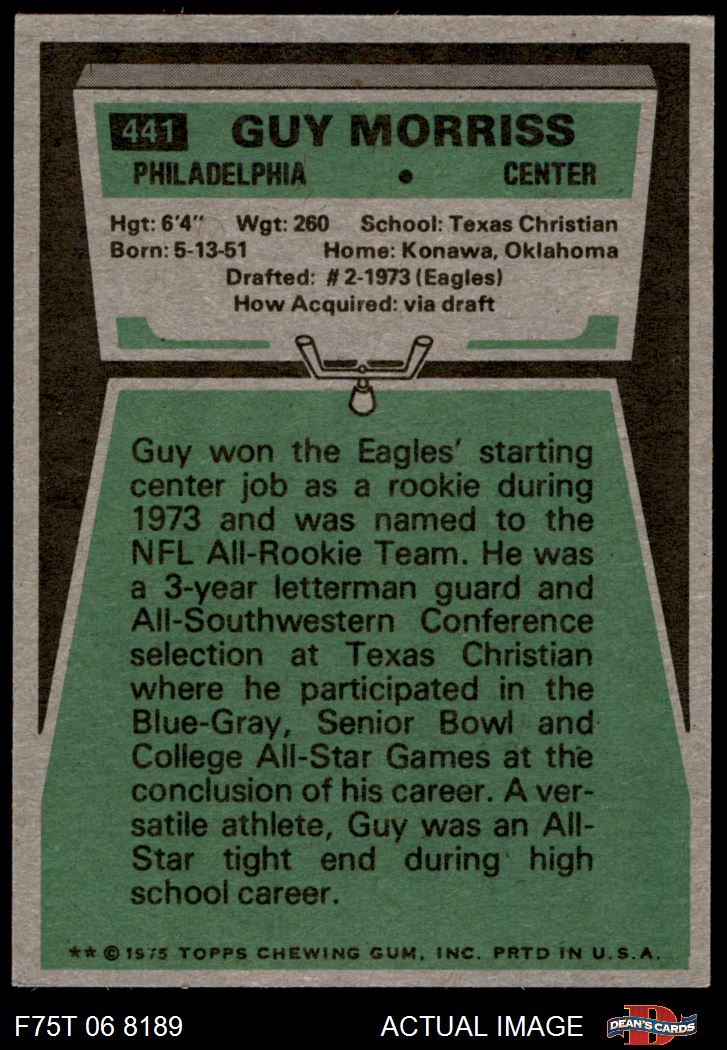 441 GUY MORRISS
PHILADELPHIA • CENTER
Hgt: 6'4" Wgt: 260 School: Texas Christian
Born: 5-13-51 Home: Konawa, Oklahoma
Drafted: #2-1973 (Eagles)
How Acquired: via draft
Guy won the Eagles' starting
center job as a rookie during
1973 and was named to the
NFL All-Rookie Team. He was
a 3-year letterman guard and
All-Southwestern Conference
selection at Texas Christian
where he participated in the
Blue-Gray, Senior Bowl and
College All-Star Games at the
conclusion of his career. A ver-
satile athlete, Guy was an All-
Star tight end during high
school career.
** © 1975 TOPPS CHEWING GUM, INC. PRTD IN U.S.A.
F75T 06 8189 ACTUAL IMAGE D DEAN'S CARDS